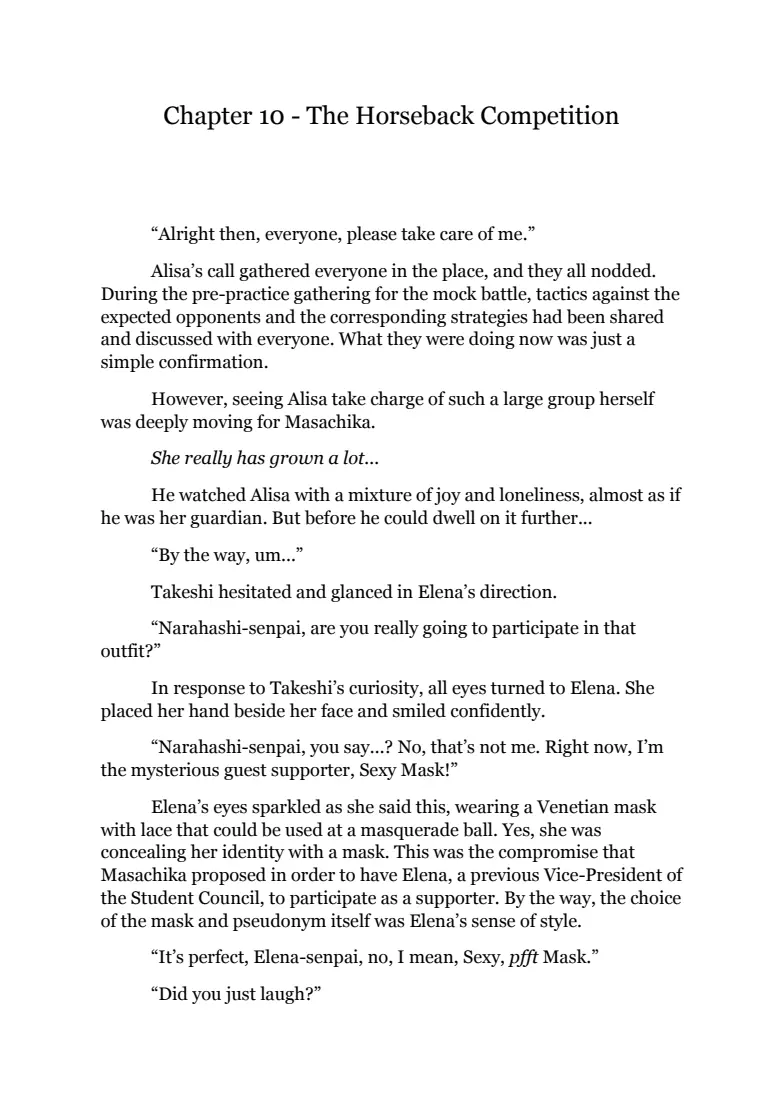 Chapter 10 - The Horseback Competition
“Alright then, everyone, please take care of me.”
Alisa’s call gathered everyone in the place, and they all nodded.
During the pre-practice gathering for the mock battle, tactics against the
expected opponents and the corresponding strategies had been shared
and discussed with everyone. What they were doing now was just a
simple confirmation.
However, seeing Alisa take charge of such a large group herself
was deeply moving for Masachika.
She really has grown a lot…
He watched Alisa with a mixture of joy and loneliness, almost as if
he was her guardian. But before he could dwell on it further…
“By the way, um…”
Takeshi hesitated and glanced in Elena’s direction.
“Narahashi-senpai, are you really going to participate in that
outfit?”
In response to Takeshi’s curiosity, all eyes turned to Elena. She
placed her hand beside her face and smiled confidently.
“Narahashi-senpai, you say…? No, that’s not me. Right now, I’m
the mysterious guest supporter, Sexy Mask!”
Elena’s eyes sparkled as she said this, wearing a Venetian mask
with lace that could be used at a masquerade ball. Yes, she was
concealing her identity with a mask. This was the compromise that
Masachika proposed in order to have Elena, a previous Vice-President of
the Student Council, to participate as a supporter. By the way, the choice
of the mask and pseudonym itself was Elena’s sense of style.
“It’s perfect, Elena-senpai, no, I mean, Sexy, pfft Mask.”
“Did you just laugh?”